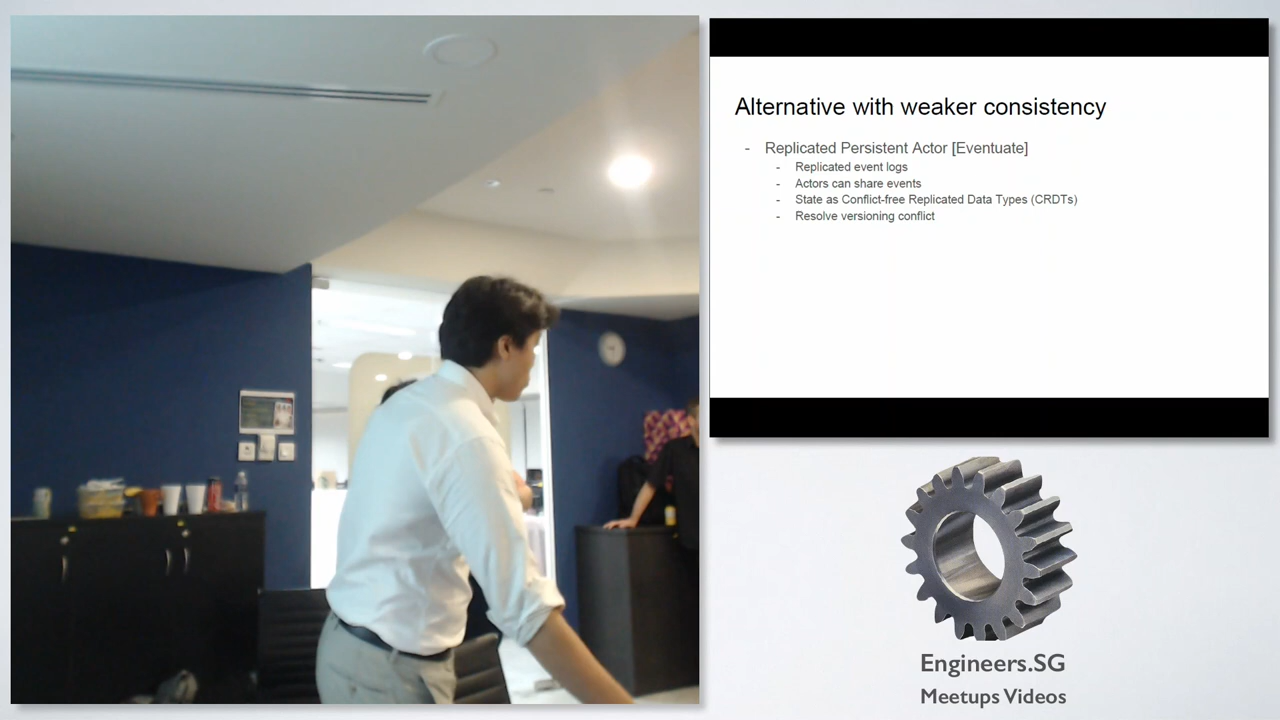 Alternative with weaker consistency
- Replicated Persistent Actor [Eventuate]
- Replicated event logs
- Actors can share events
- State as Conflict-free Replicated Data Types (CRDTs)
- Resolve versioning conflict
Engineers.SG
Meetups Videos